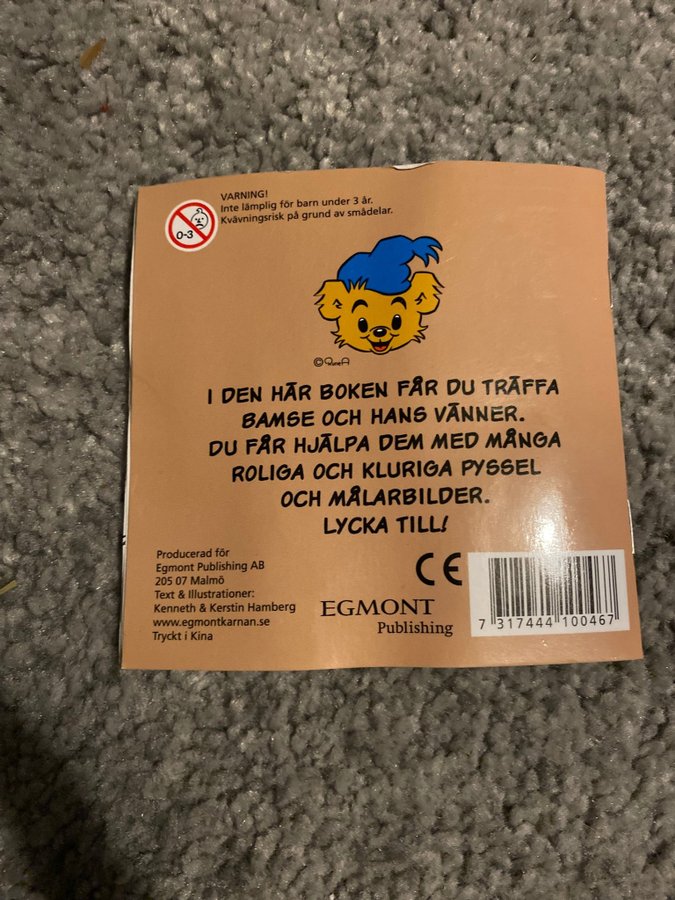 VARNING!
Inte lämplig för barn under 3 år.
Kvävningsrisk på grund av smådelar.
0-3
© Rune A
I DEN HÄR BOKEN FÅR DU TRÄFFA
BAMSE OCH HANS VÄNNER.
DU FÅR HJÄLPA DEM MED MÅNGA
ROLIGA OCH KLURIGA PYSSEL
OCH MÅLARBILDER.
LYCKA TILL!
Producerad för
Egmont Publishing AB
205 07 Malmö
Text & Illustrationer:
Kenneth & Kerstin Hamberg
www.egmontkarnan.se
Tryckt i Kina
CE
EGMONT
Publishing
7 317444 100467